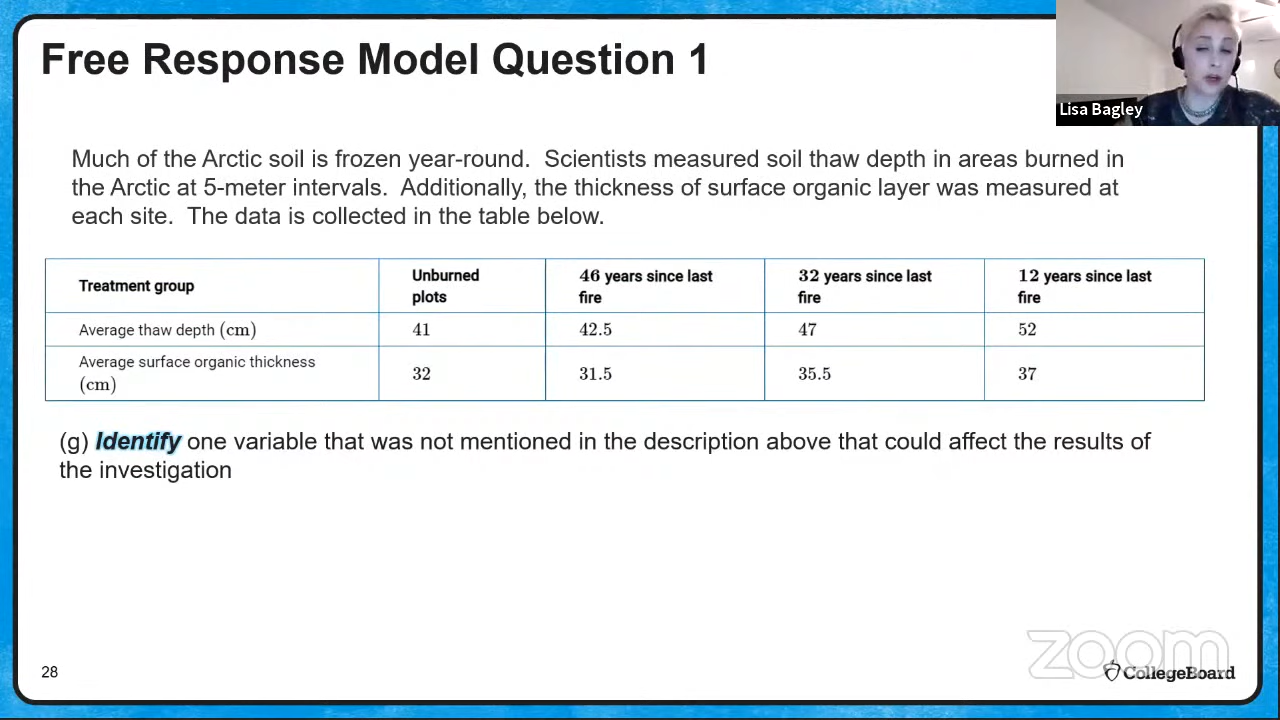 Free Response Model Question 1
Lisa Bagley
Much of the Arctic soil is frozen year-round. Scientists measured soil thaw depth in areas burned in
the Arctic at 5-meter intervals. Additionally, the thickness of surface organic layer was measured at
each site. The data is collected in the table below.
Treatment group
Unburned
plots
46 years since last
fire
32 years since last
fire
12 years since last
fire
Average thaw depth (cm)
41
42.5
47
52
Average surface organic thickness
(cm)
32
31.5
35.5
37
(g) Identify one variable that was not mentioned in the description above that could affect the results of
the investigation
28
zoom
CollegeBoard